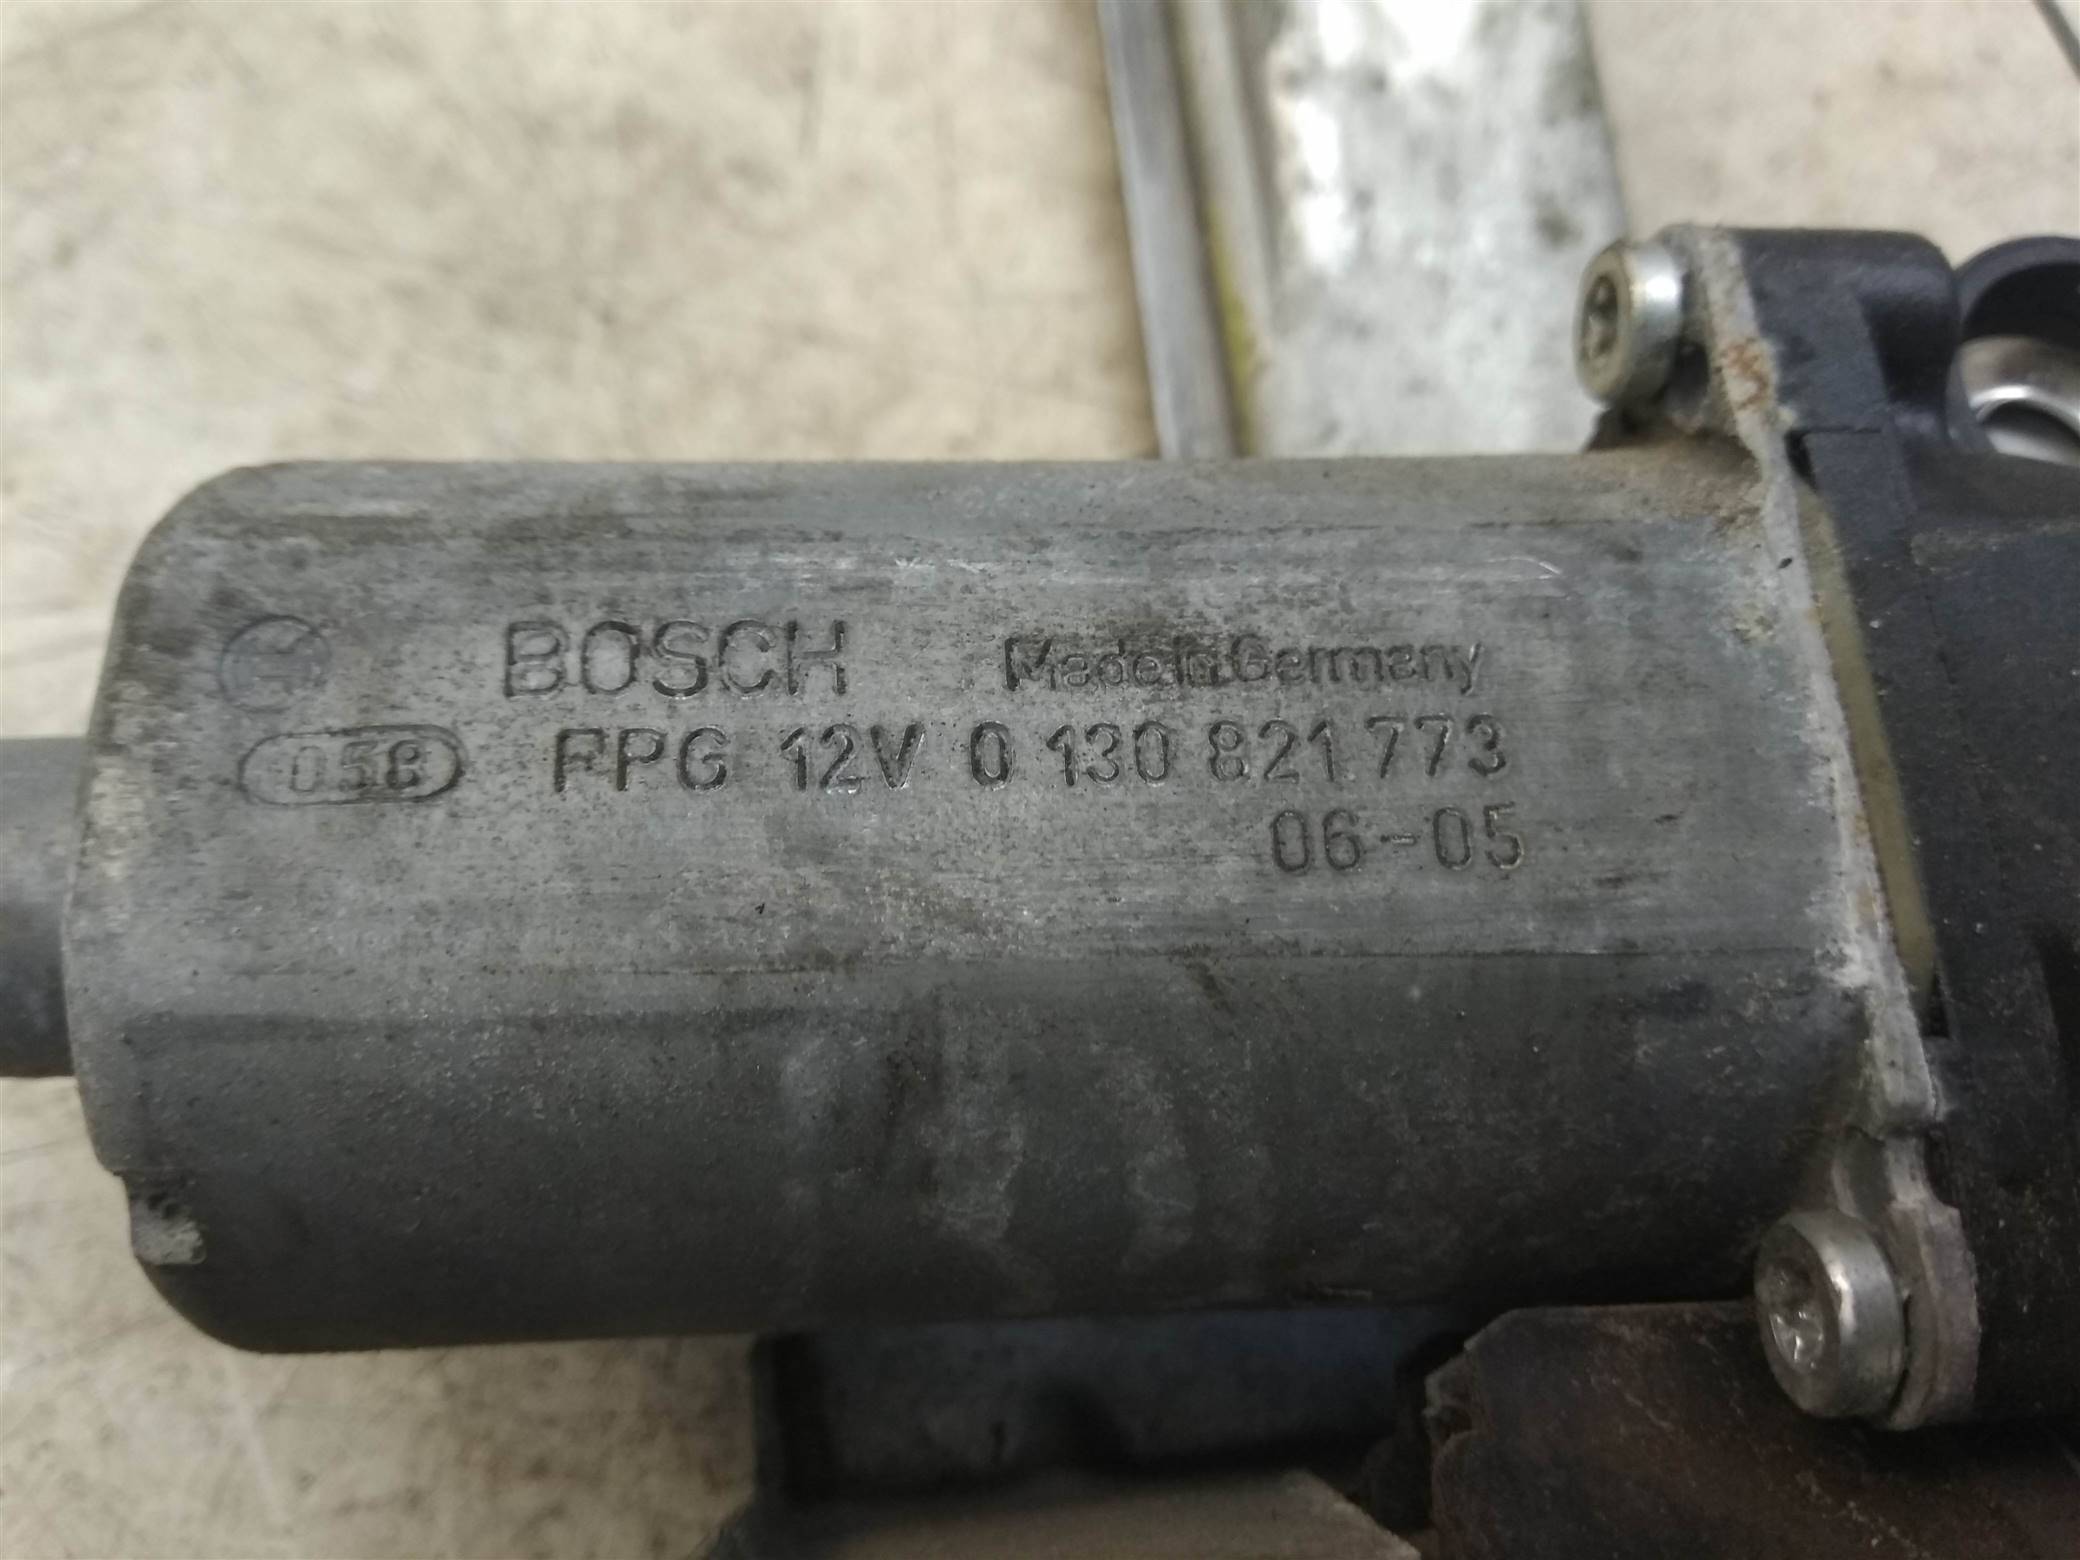 BOSCH Made in Germany
058 FPG 12V 0 130 821 773
06-05